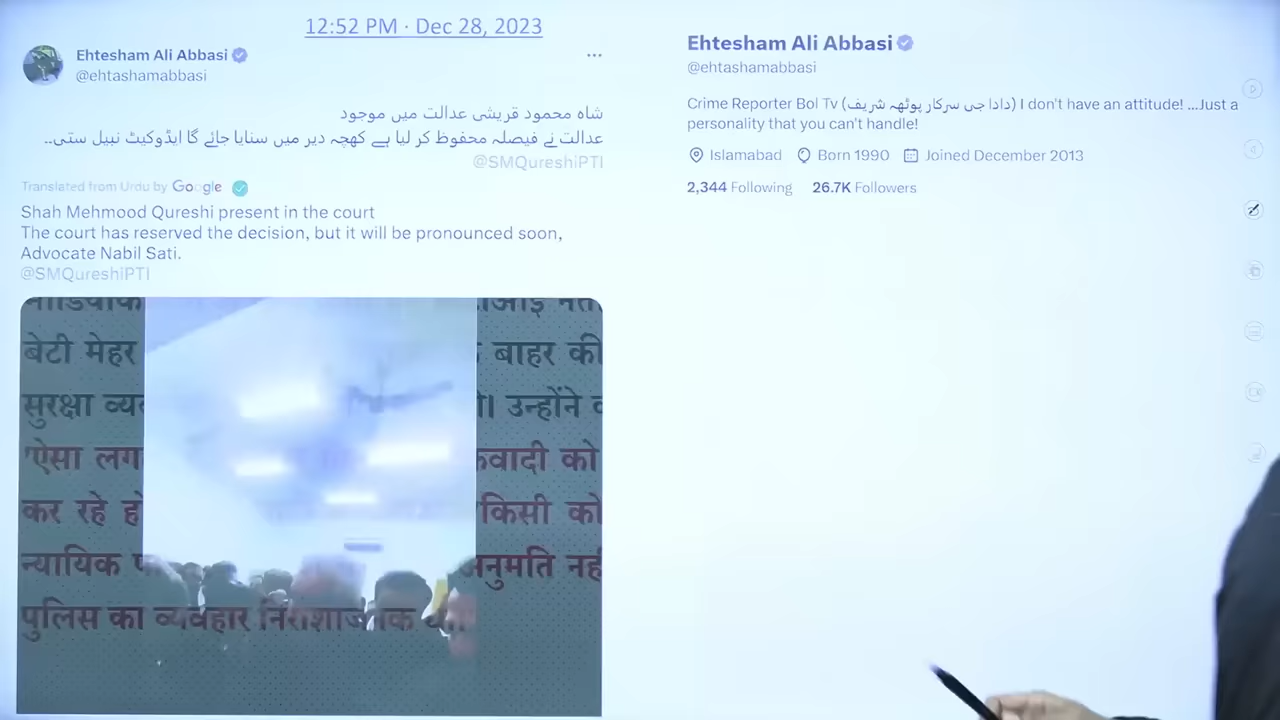 12:52 PM · Dec 28, 2023
Ehtesham Ali Abbasi
@ehtashamabbasi
شاہ محمود قریشی عدالت میں موجود
عدالت نے فیصلہ محفوظ کر لیا ہے کھچہ دیر میں سنایا جائے گا ایڈوکیٹ نبیل ستی..
@SMQureshiPTI
Translated from Urdu by Google
Shah Mehmood Qureshi present in the court
The court has reserved the decision, but it will be pronounced soon,
Advocate Nabil Sati.
@SMQureshiPTI
बेटी मेहर बाहर की
सुरक्षा उन्होंने
'ऐसा
कर रहे 'किसी को
न्यायिक अनुमति
पुलिस का व्यवहार
Ehtesham Ali Abbasi
@ehtashamabbasi
Crime Reporter Bol Tv (دادا جی سرکار پوٹھہ شریف) I don't have an attitude! ...Just a
personality that you can't handle!
Islamabad Born 1990 Joined December 2013
2,344 Following 26.7K Followers